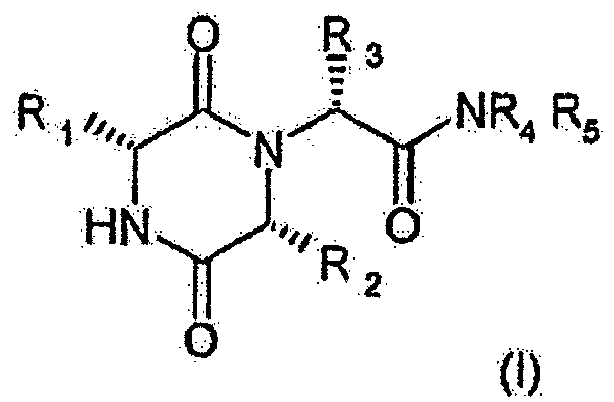 O R3
R1 N NR4 R5
HN R2 O
O
(I)